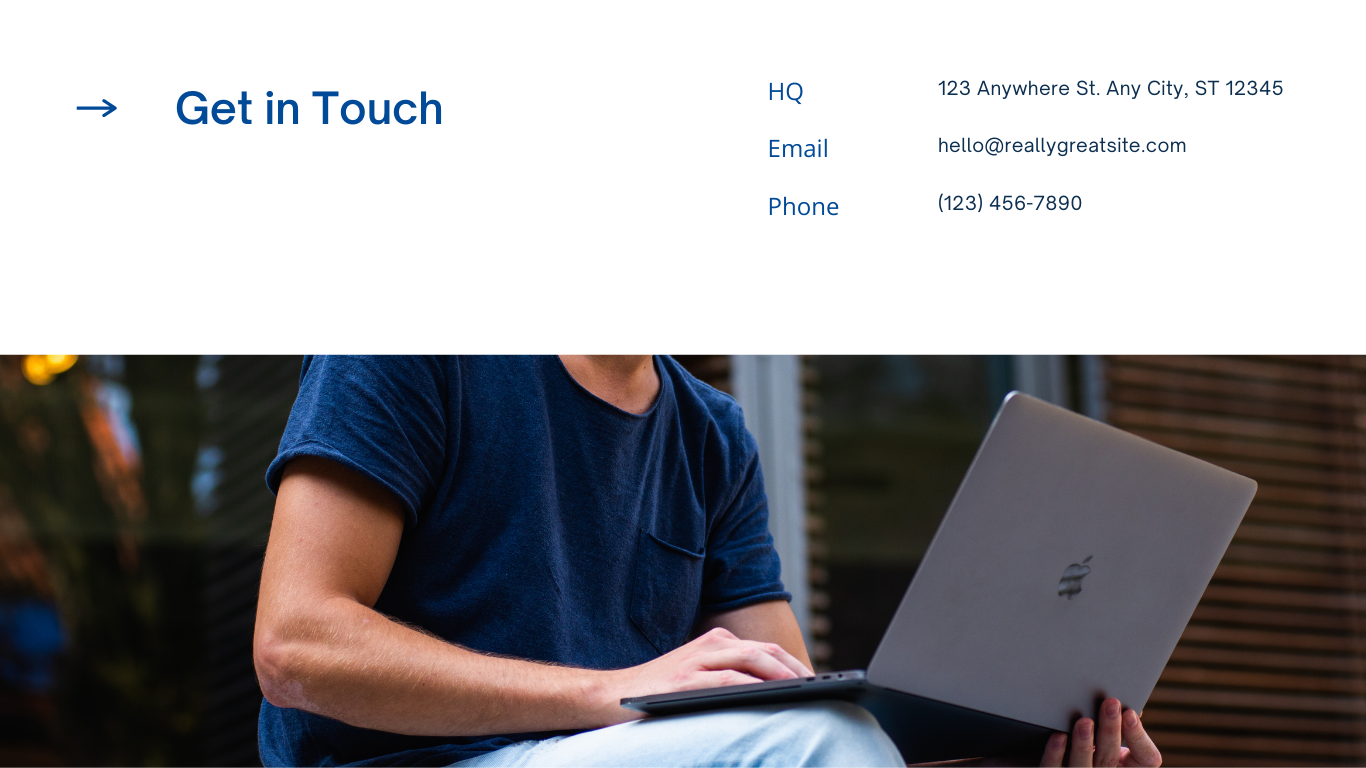 Get in Touch
HQ 123 Anywhere St. Any City, ST 12345
Email hello@reallygreatsite.com
Phone (123) 456-7890